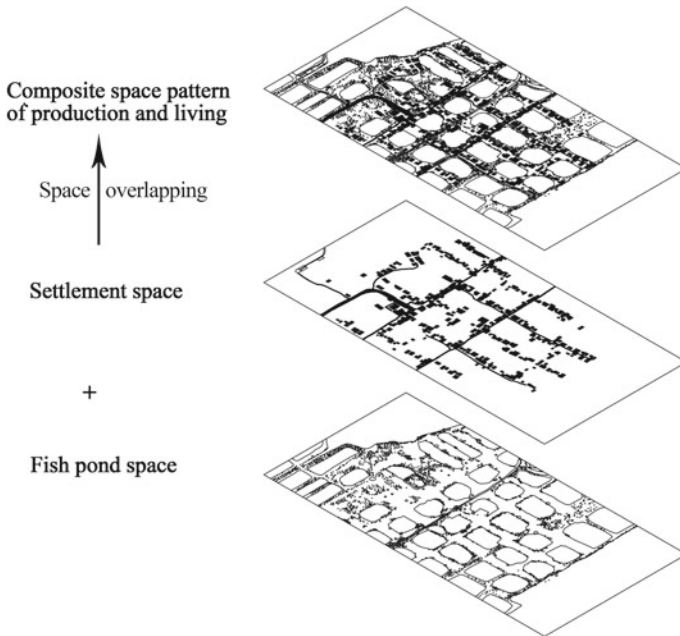 Composite space pattern
of production and living
Space overlapping
Settlement space
+
Fish pond space